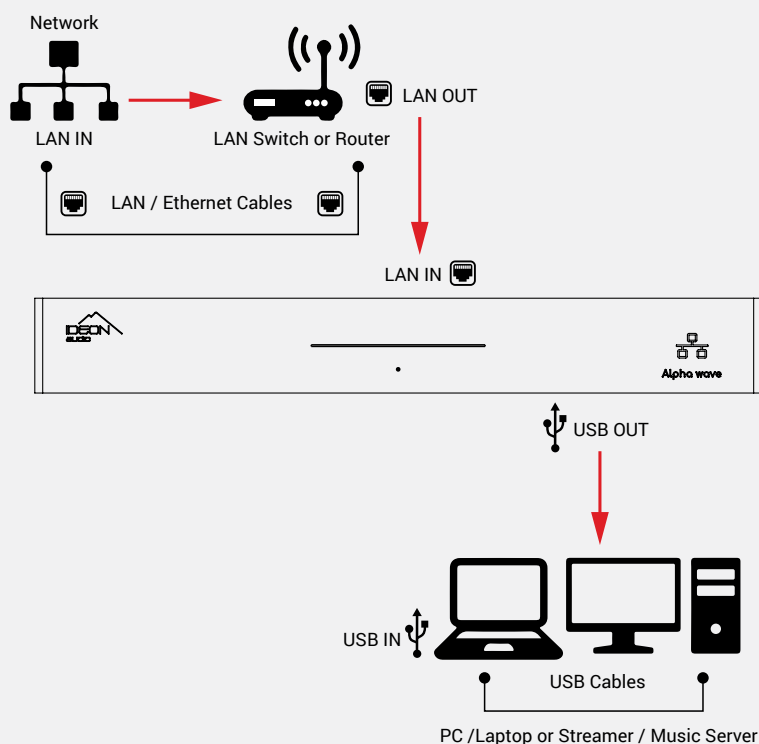 Network
LAN IN
LAN Switch or Router
LAN OUT
LAN / Ethernet Cables
LAN IN
IDEON
audio
Alpha wave
USB OUT
USB IN
USB Cables
PC /Laptop or Streamer / Music Server